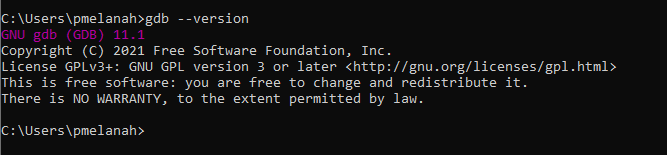 C:\Users\pmelanah>gdb --version
GNU gdb (GDB) 11.1
Copyright (C) 2021 Free Software Foundation, Inc.
License GPLv3+: GNU GPL version 3 or later <http://gnu.org/licenses/gpl.html>
This is free software: you are free to change and redistribute it.
There is NO WARRANTY, to the extent permitted by law.
C:\Users\pmelanah>